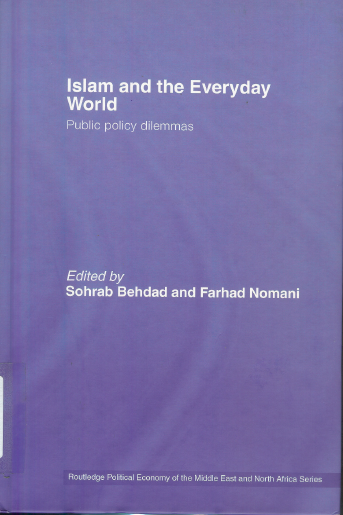 Islam and the Everyday
World
Public policy dilemmas
Edited by
Sohrab Behdad and Farhad Nomani
Routledge Political Economy of the Middle East and North Africa Series